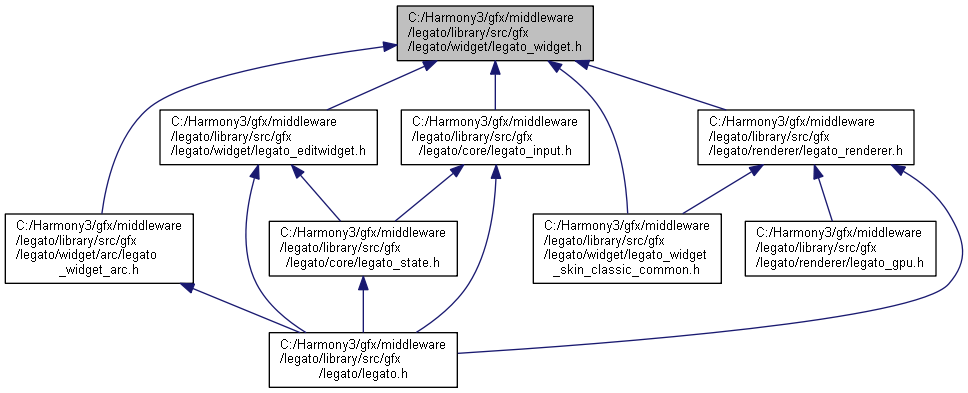 C:/Harmony3/gfx/middleware
/legato/library/src/gfx
/legato/widget/legato_widget.h
C:/Harmony3/gfx/middleware
/legato/library/src/gfx
/legato/widget/legato_editwidget.h
C:/Harmony3/gfx/middleware
/legato/library/src/gfx
/legato/core/legato_input.h
C:/Harmony3/gfx/middleware
/legato/library/src/gfx
/legato/renderer/legato_renderer.h
C:/Harmony3/gfx/middleware
/legato/library/src/gfx
/legato/widget/arc/legato
_widget_arc.h
C:/Harmony3/gfx/middleware
/legato/library/src/gfx
/legato/core/legato_state.h
C:/Harmony3/gfx/middleware
/legato/library/src/gfx
/legato/widget/legato_widget
_skin_classic_common.h
C:/Harmony3/gfx/middleware
/legato/library/src/gfx
/legato/renderer/legato_gpu.h
C:/Harmony3/gfx/middleware
/legato/library/src/gfx
/legato/legato.h